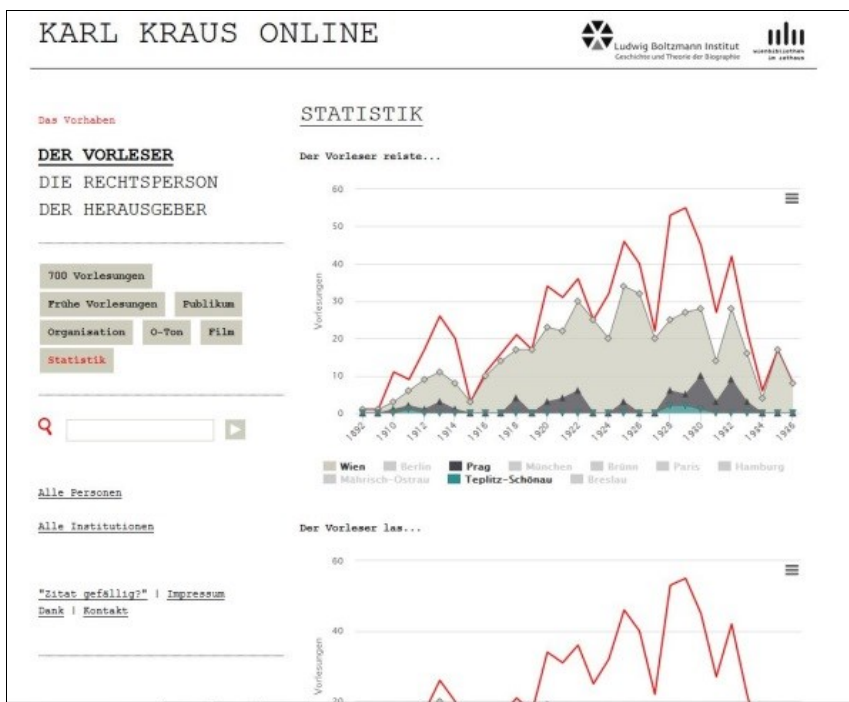 KARL KRAUS ONLINE
Ludwig Boltzmann Institut
Geschichte und Theorie der Biographie
wienbibliothek
im rathaus
Das Vorhaben
DER VORLESER
DIE RECHTSPERSON
DER HERAUSGEBER
700 Vorlesungen
Frühe Vorlesungen Publikum
Organisation O-Ton Film
Statistik
Alle Personen
Alle Institutionen
"Zitat gefällig?" | Impressum
Dank | Kontakt
STATISTIK
Der Vorleser reiste...
60
50
40
30
20
10
0
Vorlesungen
1892 1910 1912 1914 1916 1918 1920 1922 1924 1926 1928 1930 1932 1934 1936
Wien Berlin Prag München Brünn Paris Hamburg
Mährisch-Ostrau Teplitz-Schönau Breslau
Der Vorleser las...
60
40
20
Vorlesungen